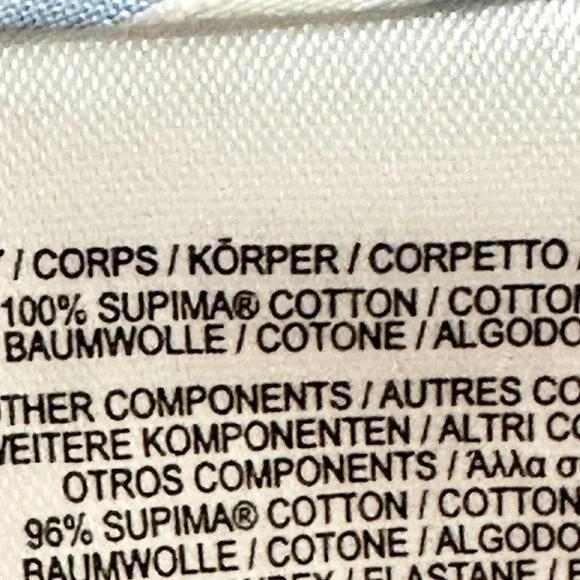 / CORPS / KÖRPER / CORPETTO /
100% SUPIMA® COTTON / COTTON
BAUMWOLLE / COTONE / ALGODO
OTHER COMPONENTS / AUTRES CO
WEITERE KOMPONENTEN / ALTRI CO
OTROS COMPONENTS / Άλλα σ
96% SUPIMA® COTTON / COTTON
BAUMWOLLE / COTONE / ALGODO
/ ELASTANE /